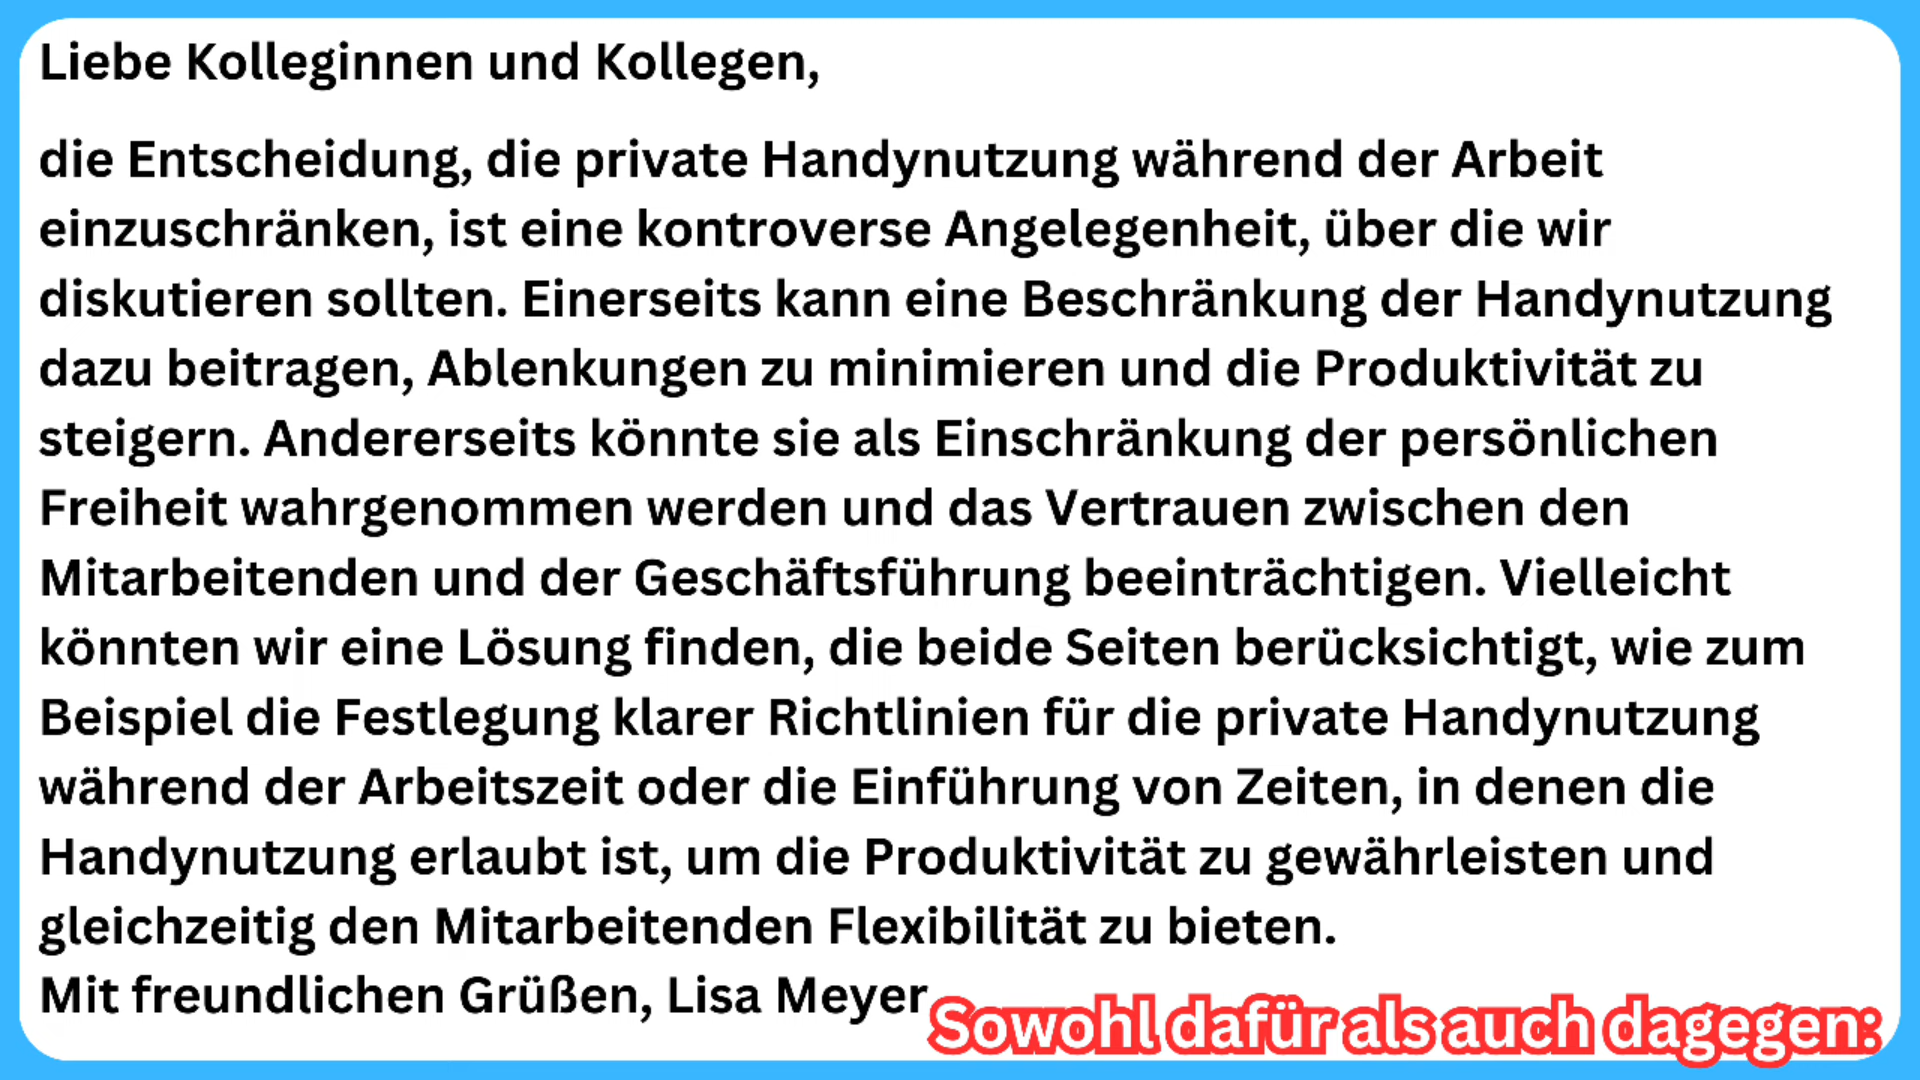 Liebe Kolleginnen und Kollegen,
die Entscheidung, die private Handynutzung während der Arbeit
einzuschränken, ist eine kontroverse Angelegenheit, über die wir
diskutieren sollten. Einerseits kann eine Beschränkung der Handynutzung
dazu beitragen, Ablenkungen zu minimieren und die Produktivität zu
steigern. Andererseits könnte sie als Einschränkung der persönlichen
Freiheit wahrgenommen werden und das Vertrauen zwischen den
Mitarbeitenden und der Geschäftsführung beeinträchtigen. Vielleicht
könnten wir eine Lösung finden, die beide Seiten berücksichtigt, wie zum
Beispiel die Festlegung klarer Richtlinien für die private Handynutzung
während der Arbeitszeit oder die Einführung von Zeiten, in denen die
Handynutzung erlaubt ist, um die Produktivität zu gewährleisten und
gleichzeitig den Mitarbeitenden Flexibilität zu bieten.
Mit freundlichen Grüßen, Lisa Meyer
Sowohl dafür als auch dagegen: